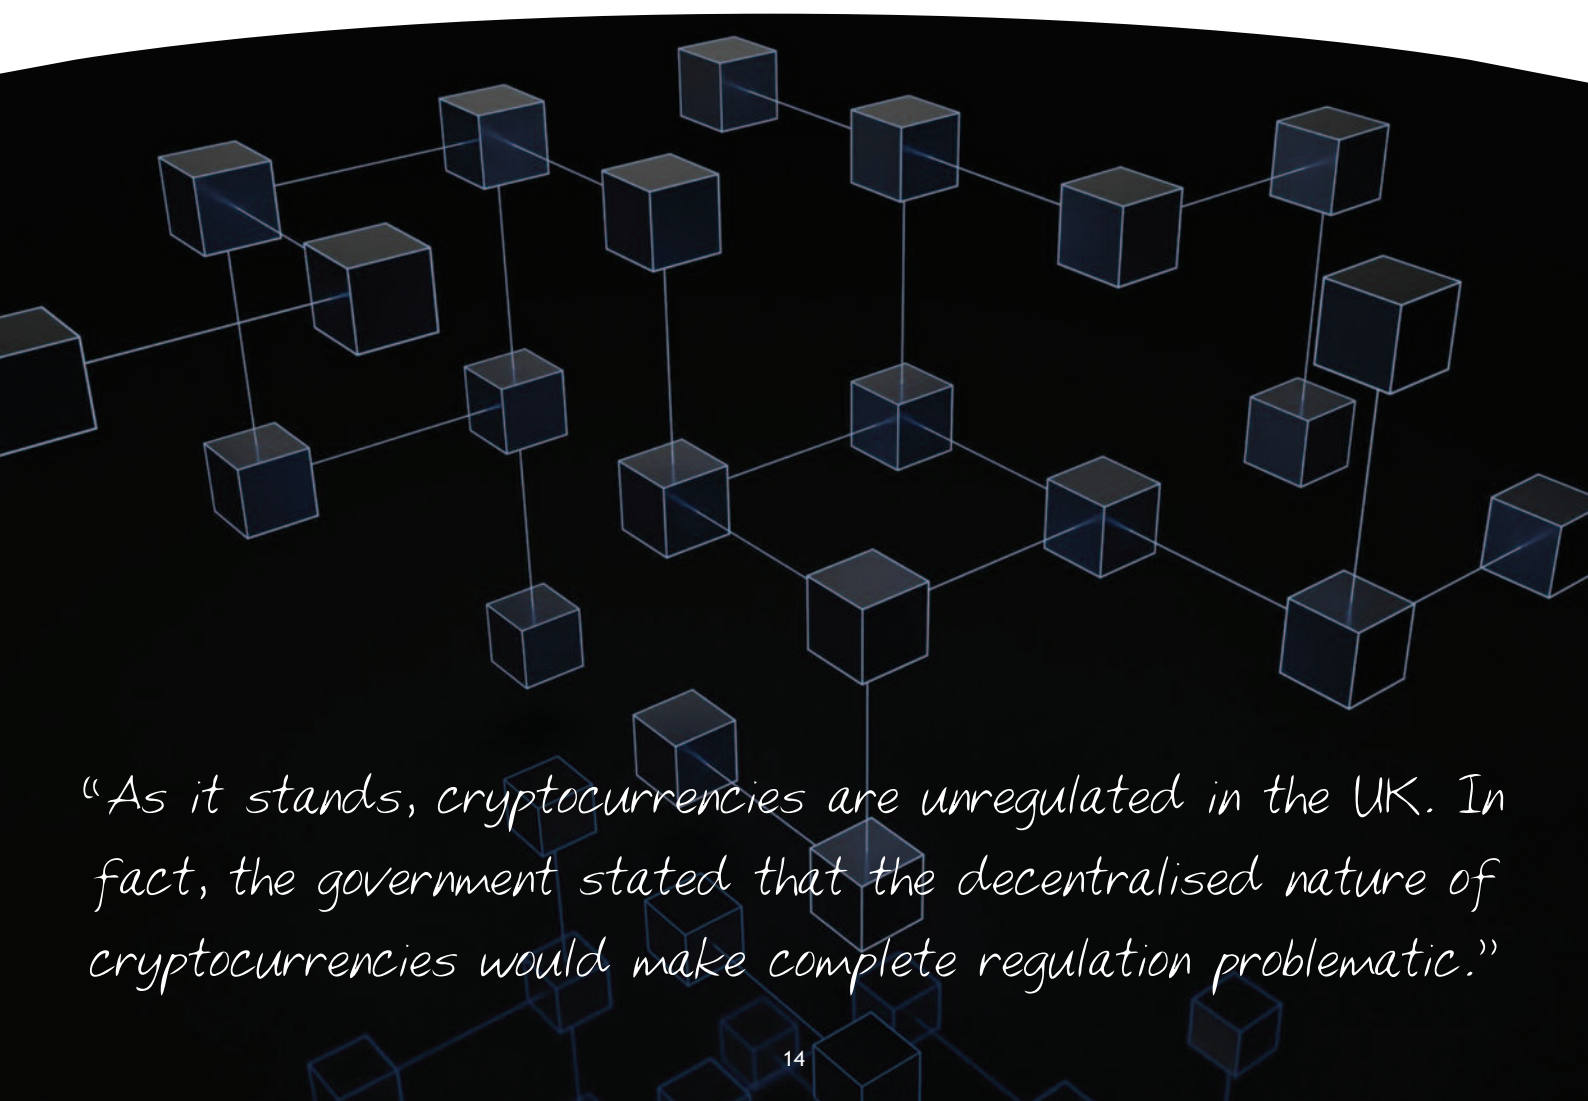 “As it stands, cryptocurrencies are unregulated in the UK. In
fact, the government stated that the decentralised nature of
cryptocurrencies would make complete regulation problematic.”
14